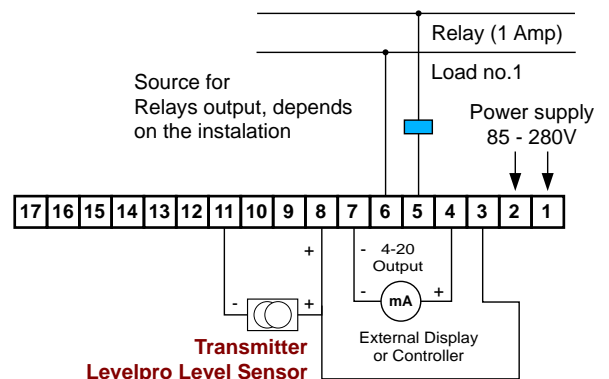 Relay (1 Amp)
Load no.1
Source for
Relays output, depends
on the instalation
Power supply
85 - 280V
17 16 15 14 13 12 11 10 9 8 7 6 5 4 3 2 1
+ - 4-20
Output
- + - mA +
Transmitter
Levelpro Level Sensor
External Display
or Controller